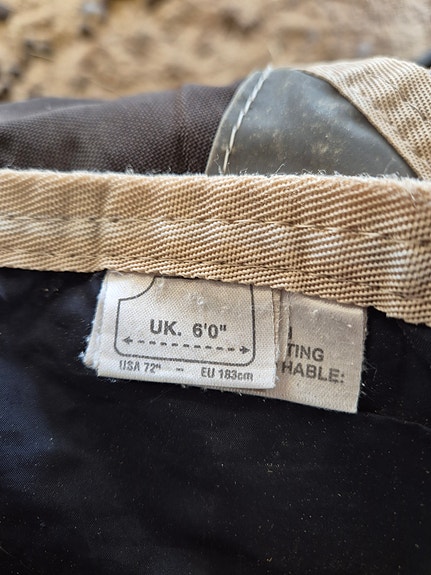 UK. 6'0"
USA 72" - EU 183cm
TING
HABLE: